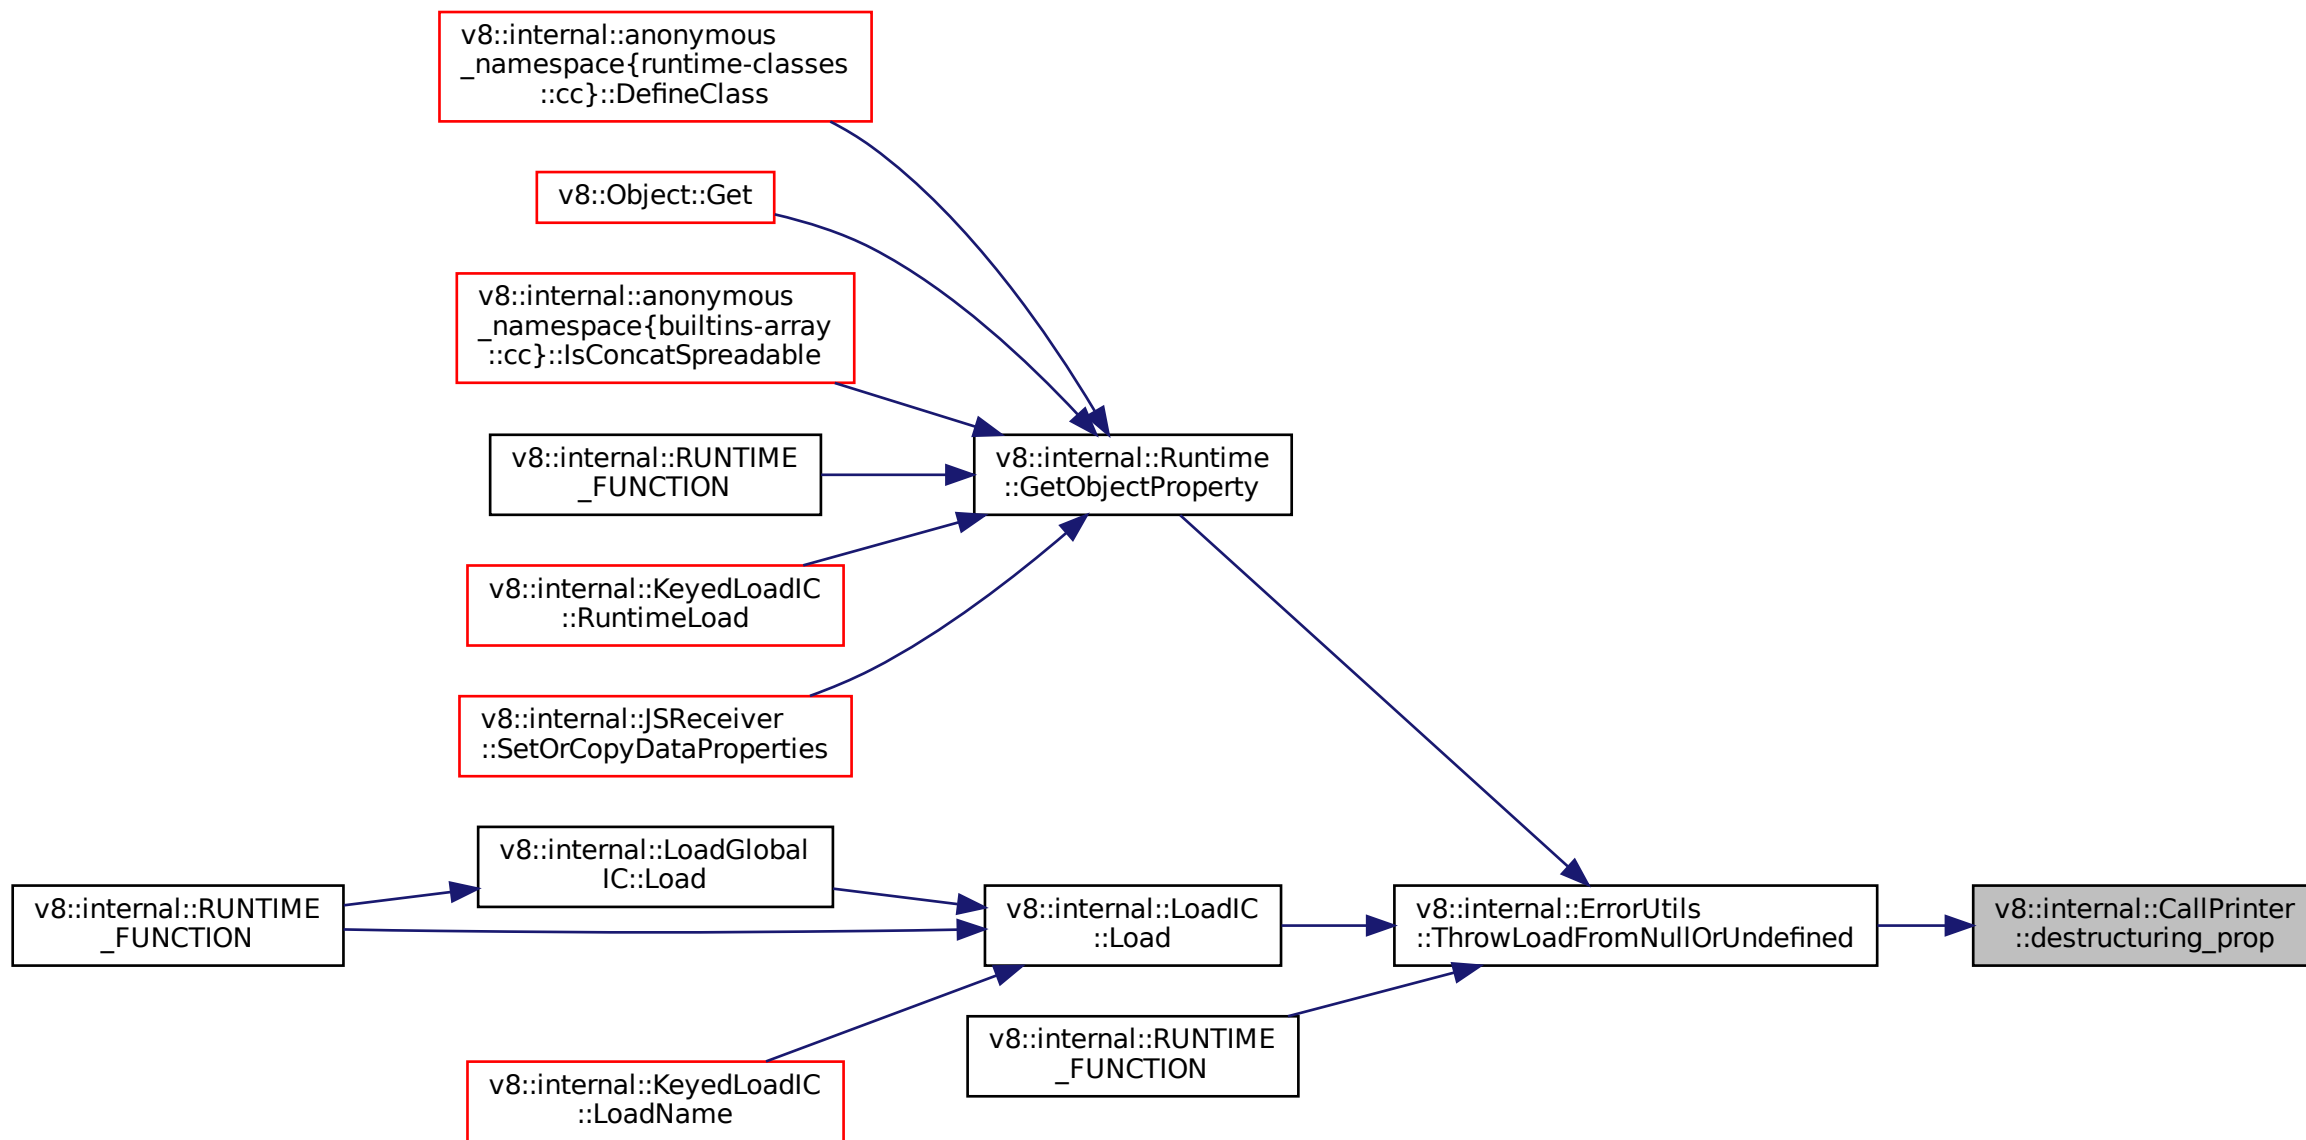 v8::internal::anonymous
_namespace{runtime-classes
::cc}::DefineClass
v8::Object::Get
v8::internal::anonymous
_namespace{builtins-array
::cc}::IsConcatSpreadable
v8::internal::RUNTIME
_FUNCTION
v8::internal::Runtime
::GetObjectProperty
v8::internal::KeyedLoadIC
::RuntimeLoad
v8::internal::JSReceiver
::SetOrCopyDataProperties
v8::internal::LoadGlobal
IC::Load
v8::internal::RUNTIME
_FUNCTION
v8::internal::LoadIC
::Load
v8::internal::ErrorUtils
::ThrowLoadFromNullOrUndefined
v8::internal::CallPrinter
::destructuring_prop
v8::internal::RUNTIME
_FUNCTION
v8::internal::KeyedLoadIC
::LoadName